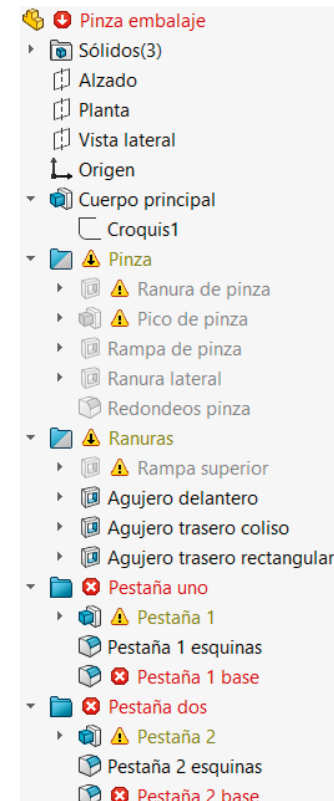 Pinza embalaje
Sólidos(3)
Alzado
Planta
Vista lateral
Origen
Cuerpo principal
Croquis1
Pinza
Ranura de pinza
Pico de pinza
Rampa de pinza
Ranura lateral
Redondeos pinza
Ranuras
Rampa superior
Agujero delantero
Agujero trasero coliso
Agujero trasero rectangular
Pestaña uno
Pestaña 1
Pestaña 1 esquinas
Pestaña 1 base
Pestaña dos
Pestaña 2
Pestaña 2 esquinas
Pestaña 2 base